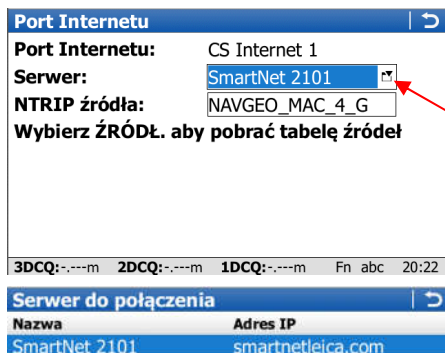 Port Internetu
Port Internetu: CS Internet 1
Serwer: SmartNet 2101
NTRIP źródła: NAVGEO_MAC_4_G
Wybierz ŹRÓDŁ. aby pobrać tabelę źródeł
3DCQ:-.---m 2DCQ:-.---m 1DCQ:-.---m Fn abc 20:22
Serwer do połączenia
Nazwa Adres IP
SmartNet 2101 smartnetleica.com